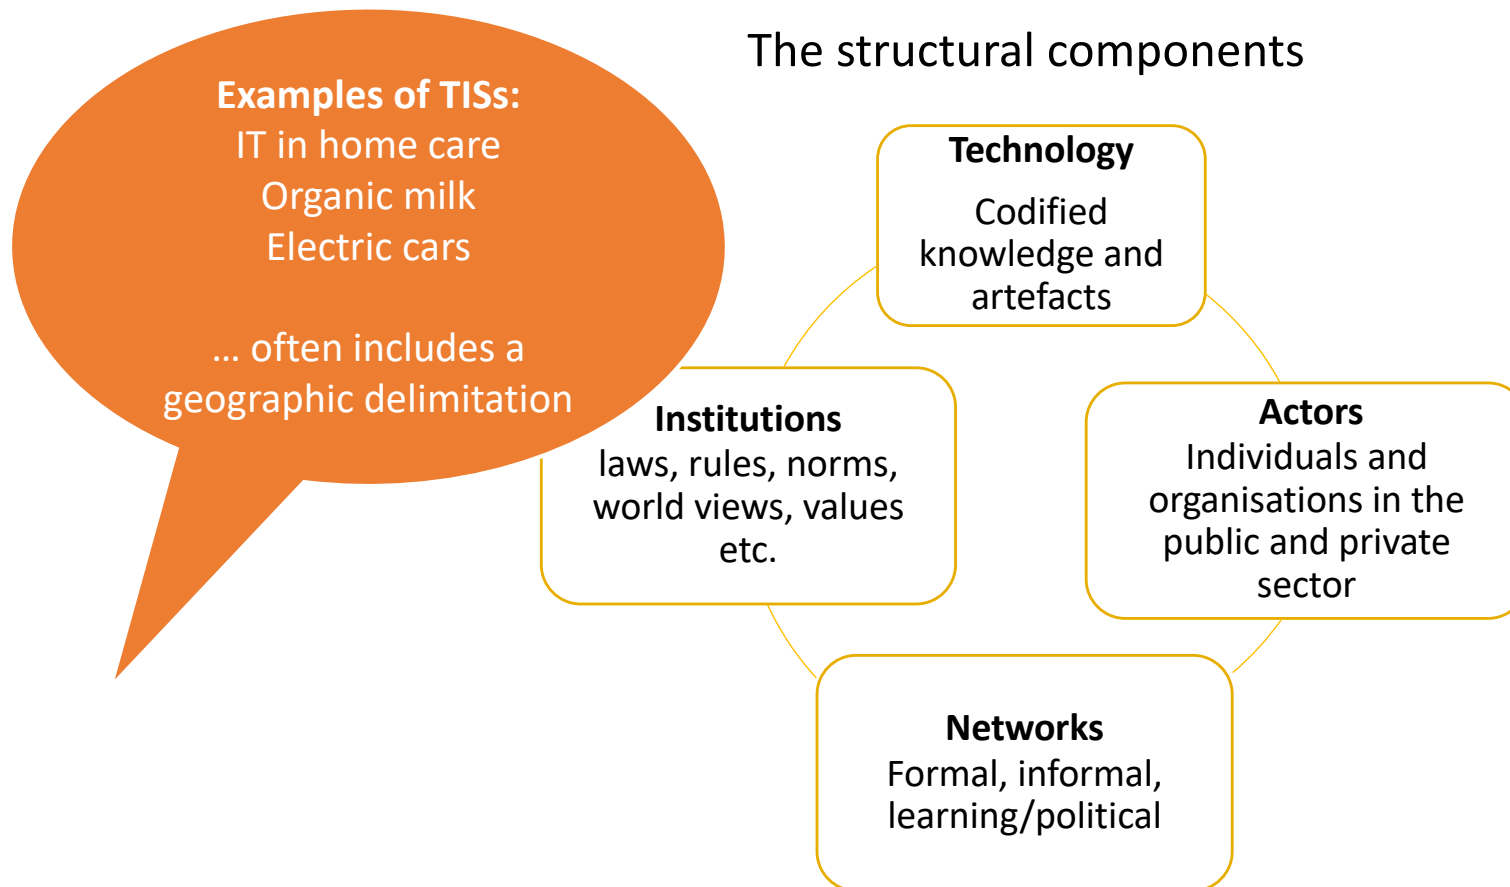 The structural components
Examples of TISs:
IT in home care
Organic milk
Electric cars
... often includes a
geographic delimitation
Technology
Codified
knowledge and
artefacts
Institutions
laws, rules, norms,
world views, values
etc.
Actors
Individuals and
organisations in the
public and private
sector
Networks
Formal, informal,
learning/political